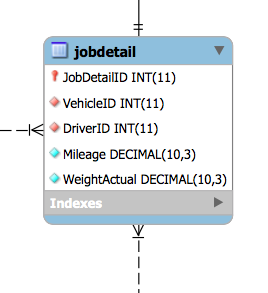 jobdetail
JobDetailID INT(11)
VehicleID INT(11)
DriverID INT(11)
Mileage DECIMAL(10,3)
WeightActual DECIMAL(10,3)
Indexes